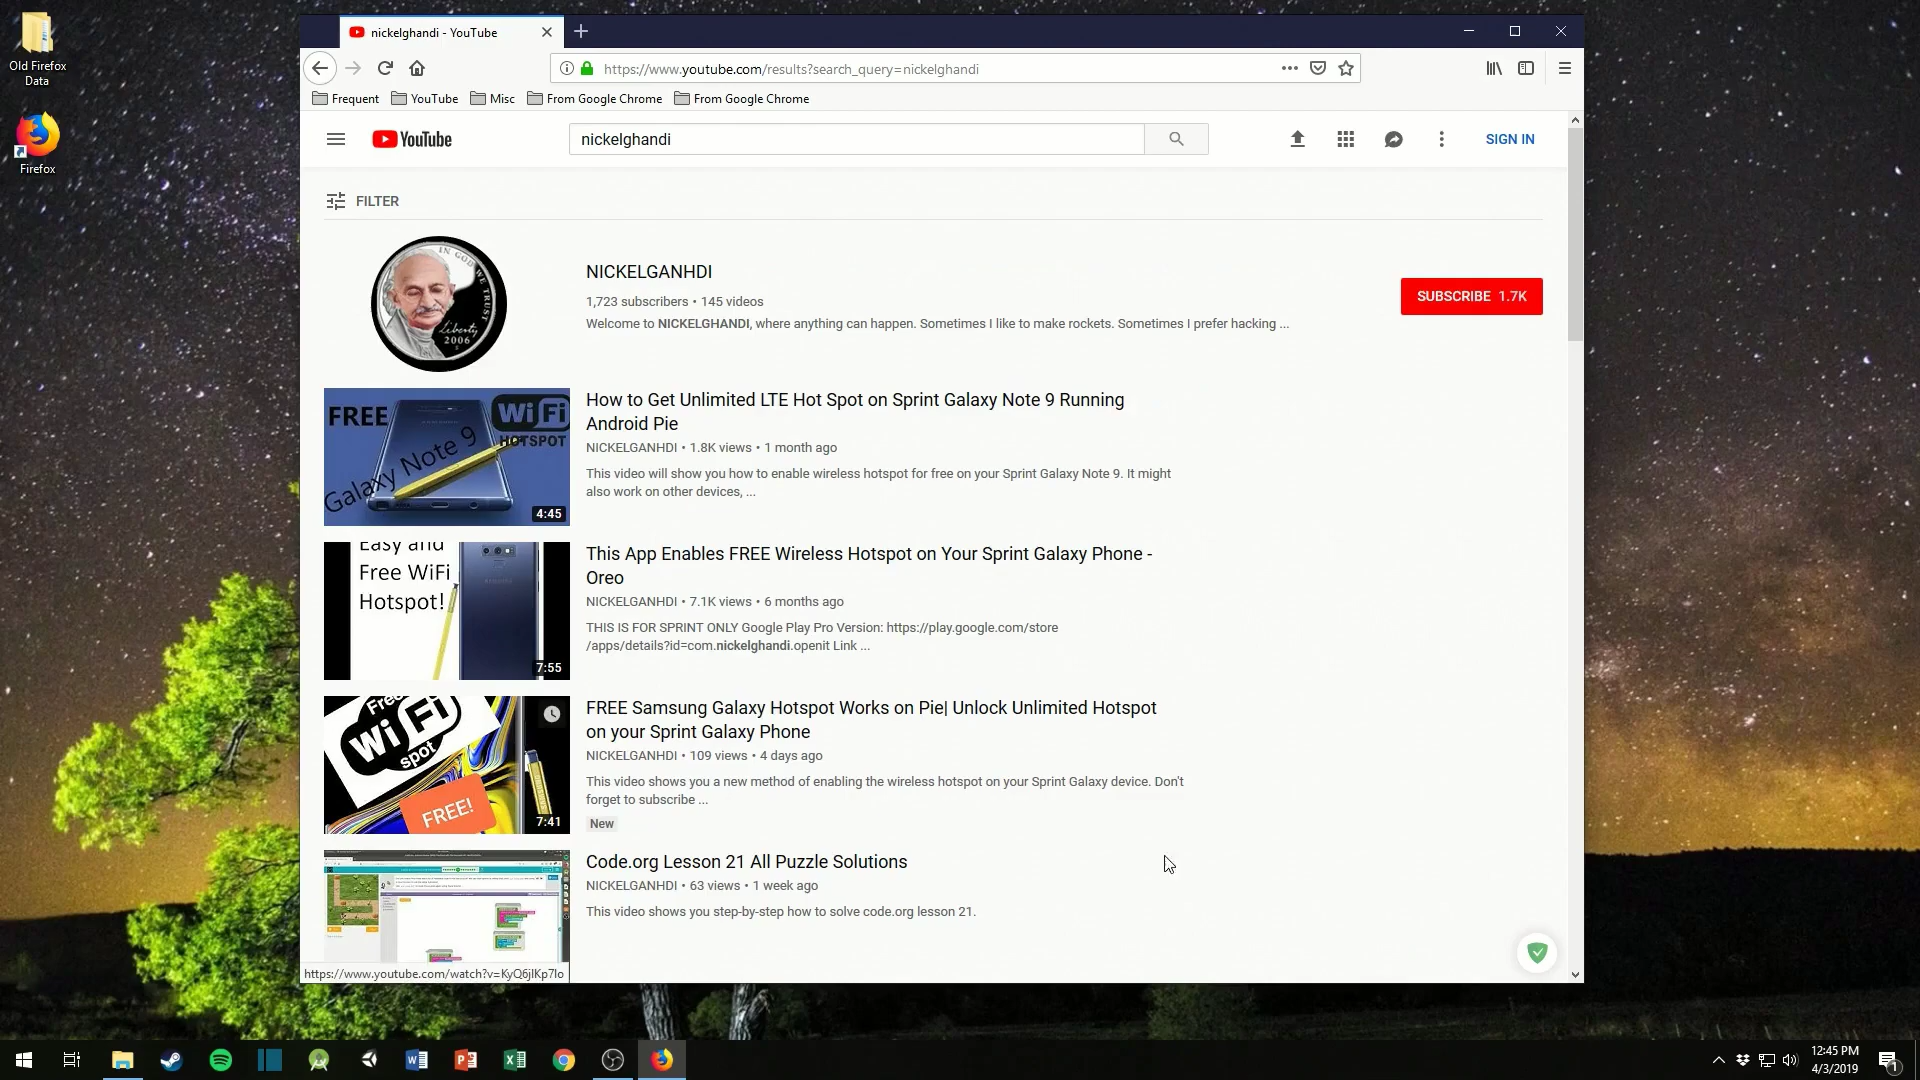 Old Firefox
Data
Firefox
nickelghandi - YouTube
https://www.youtube.com/results?search_query=nickelghandi
Frequent
YouTube
Misc
From Google Chrome
From Google Chrome
YouTube
nickelghandi
SIGN IN
FILTER
IN GOD WE TRUST
Liberty
2006
NICKELGANHDI
1,723 subscribers • 145 videos
Welcome to NICKELGHANDI, where anything can happen. Sometimes I like to make rockets. Sometimes I prefer hacking ...
SUBSCRIBE 1.7K
FREE
WiFi
HOTSPOT
Galaxy Note 9
4:45
How to Get Unlimited LTE Hot Spot on Sprint Galaxy Note 9 Running
Android Pie
NICKELGANHDI • 1.8K views • 1 month ago
This video will show you how to enable wireless hotspot for free on your Sprint Galaxy Note 9. It might
also work on other devices, ...
Easy and
Free WiFi
Hotspot!
7:55
This App Enables FREE Wireless Hotspot on Your Sprint Galaxy Phone -
Oreo
NICKELGANHDI • 7.1K views • 6 months ago
THIS IS FOR SPRINT ONLY Google Play Pro Version: https://play.google.com/store
/apps/details?id=com.nickelghandi.openit Link ...
Free
WiFi
spot
FREE!
7:41
FREE Samsung Galaxy Hotspot Works on Pie| Unlock Unlimited Hotspot
on your Sprint Galaxy Phone
NICKELGANHDI • 109 views • 4 days ago
This video shows you a new method of enabling the wireless hotspot on your Sprint Galaxy device. Don't
forget to subscribe ...
New
Code.org Lesson 21 All Puzzle Solutions
NICKELGANHDI • 63 views • 1 week ago
This video shows you step-by-step how to solve code.org lesson 21.
https://www.youtube.com/watch?v=KyQ6jIKp7lo
12:45 PM
4/3/2019
1